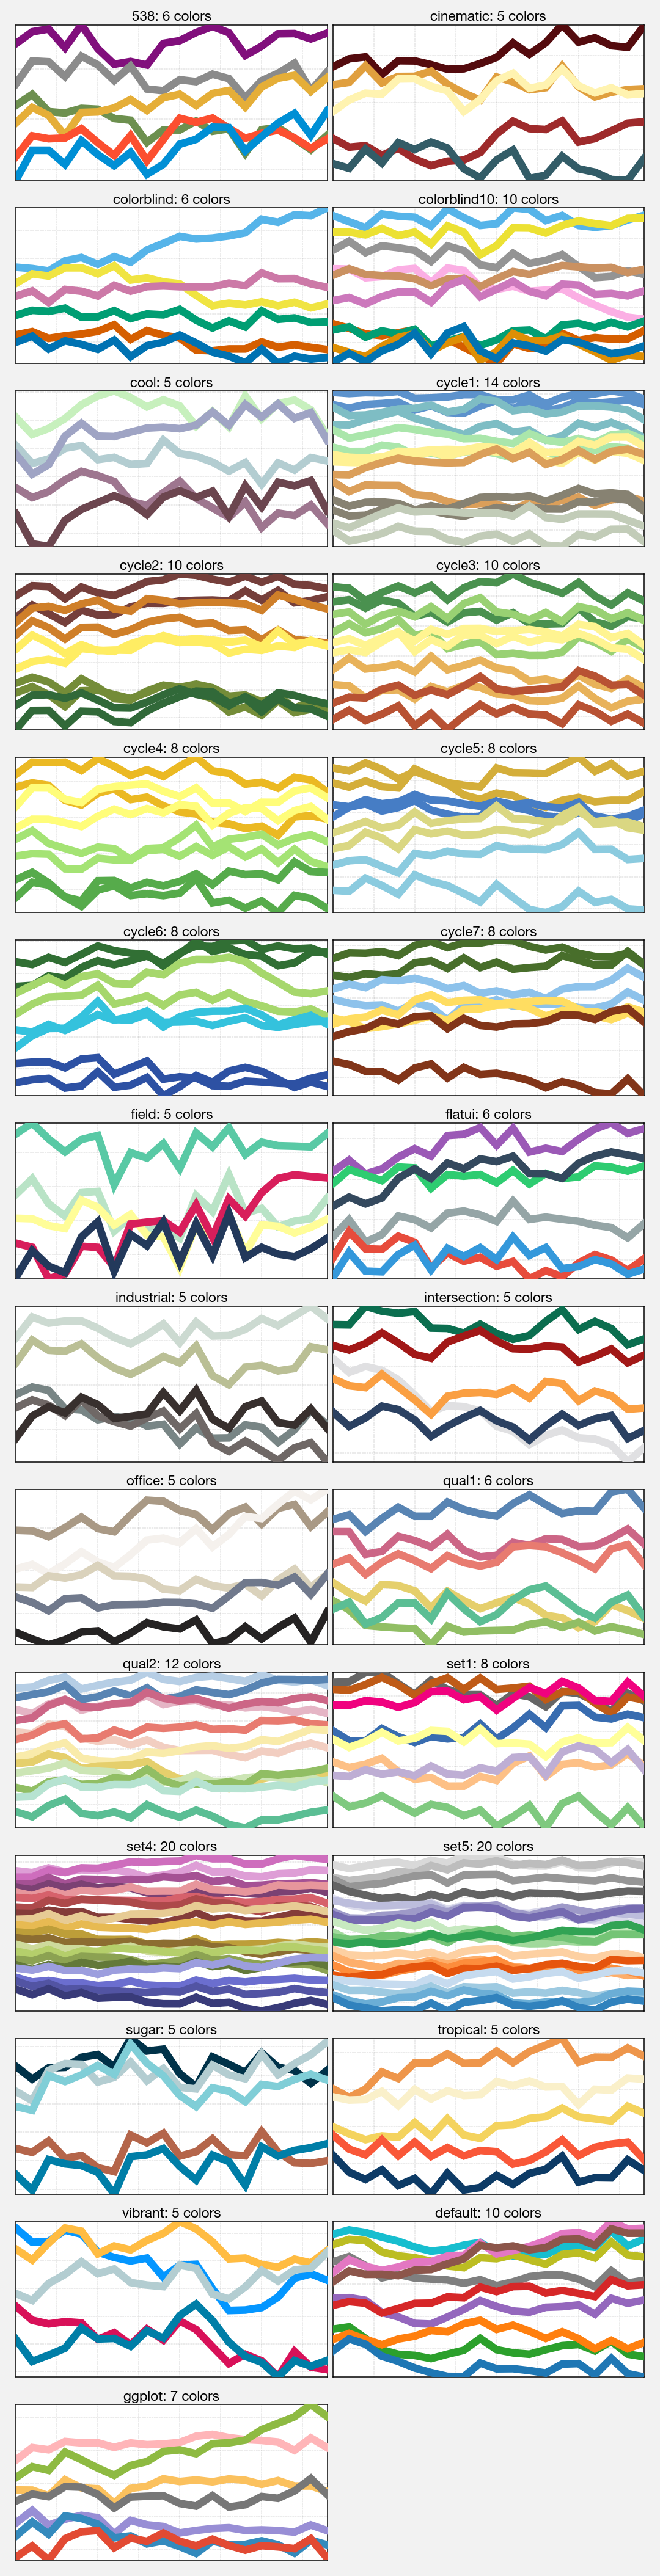 538: 6 colors
cinematic: 5 colors
colorblind: 6 colors
colorblind10: 10 colors
cool: 5 colors
cycle1: 14 colors
cycle2: 10 colors
cycle3: 10 colors
cycle4: 8 colors
cycle5: 8 colors
cycle6: 8 colors
cycle7: 8 colors
field: 5 colors
flatui: 6 colors
industrial: 5 colors
intersection: 5 colors
office: 5 colors
qual1: 6 colors
qual2: 12 colors
set1: 8 colors
set4: 20 colors
set5: 20 colors
sugar: 5 colors
tropical: 5 colors
vibrant: 5 colors
default: 10 colors
ggplot: 7 colors